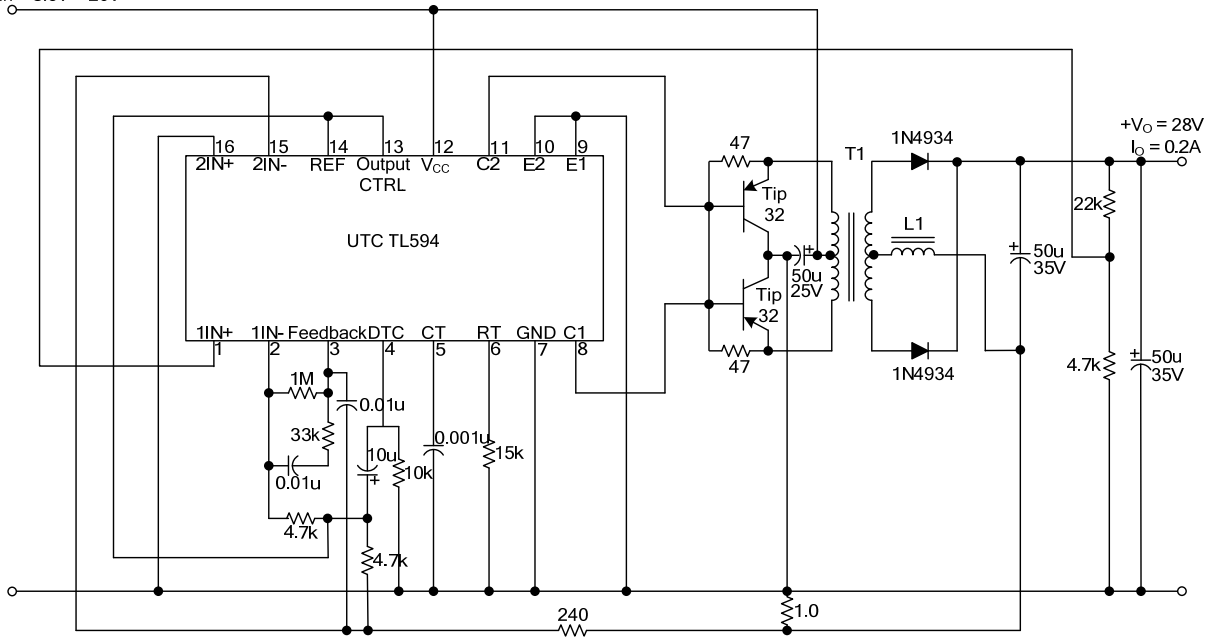 +VO = 28V
IO = 0.2A
16 15 14 13 12 11 10 9
2IN+ 2IN- REF Output CTRL VCC C2 E2 E1
UTC TL594
1IN+ 1IN- Feedback DTC CT RT GND C1
1 2 3 4 5 6 7 8
47
Tip
32
50u
25V
Tip
32
47
T1
1N4934
L1
1N4934
50u
35V
22k
4.7k
50u
35V
1M
0.01u
33k
0.01u
4.7k
10u
10k
4.7k
0.001u
15k
240
1.0